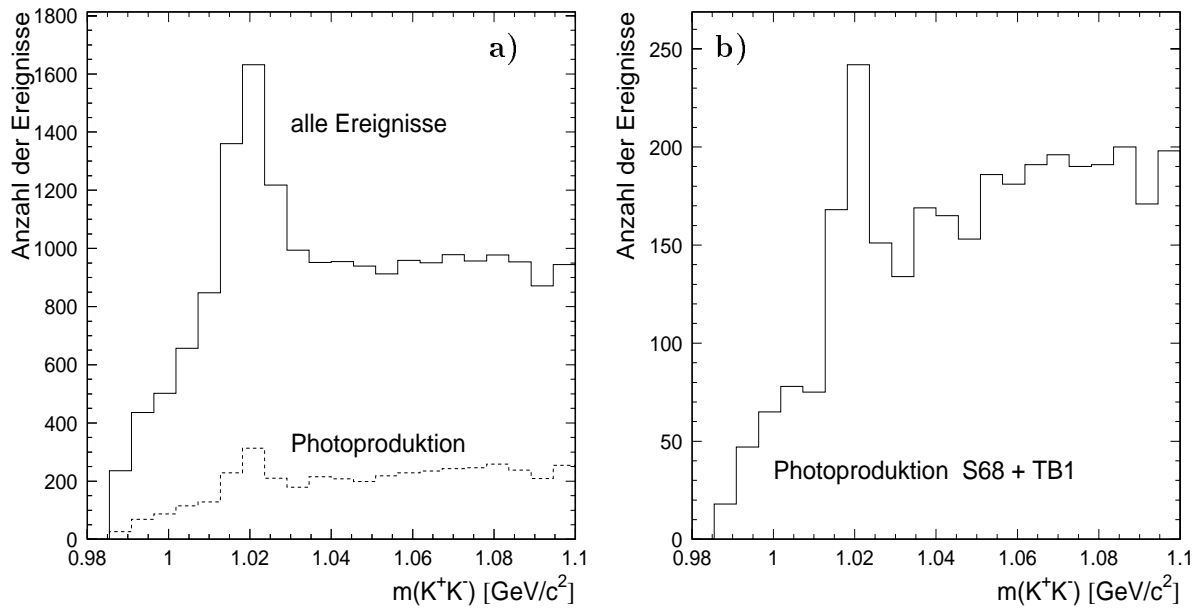 a)
Anzahl der Ereignisse
1800
1600
1400
1200
1000
800
600
400
200
0
alle Ereignisse
Photoproduktion
0.98 1 1.02 1.04 1.06 1.08 1.1
m(K⁺K⁻) [GeV/c²]
b)
Anzahl der Ereignisse
250
200
150
100
50
0
Photoproduktion S68 + TB1
0.98 1 1.02 1.04 1.06 1.08 1.1
m(K⁺K⁻) [GeV/c²]